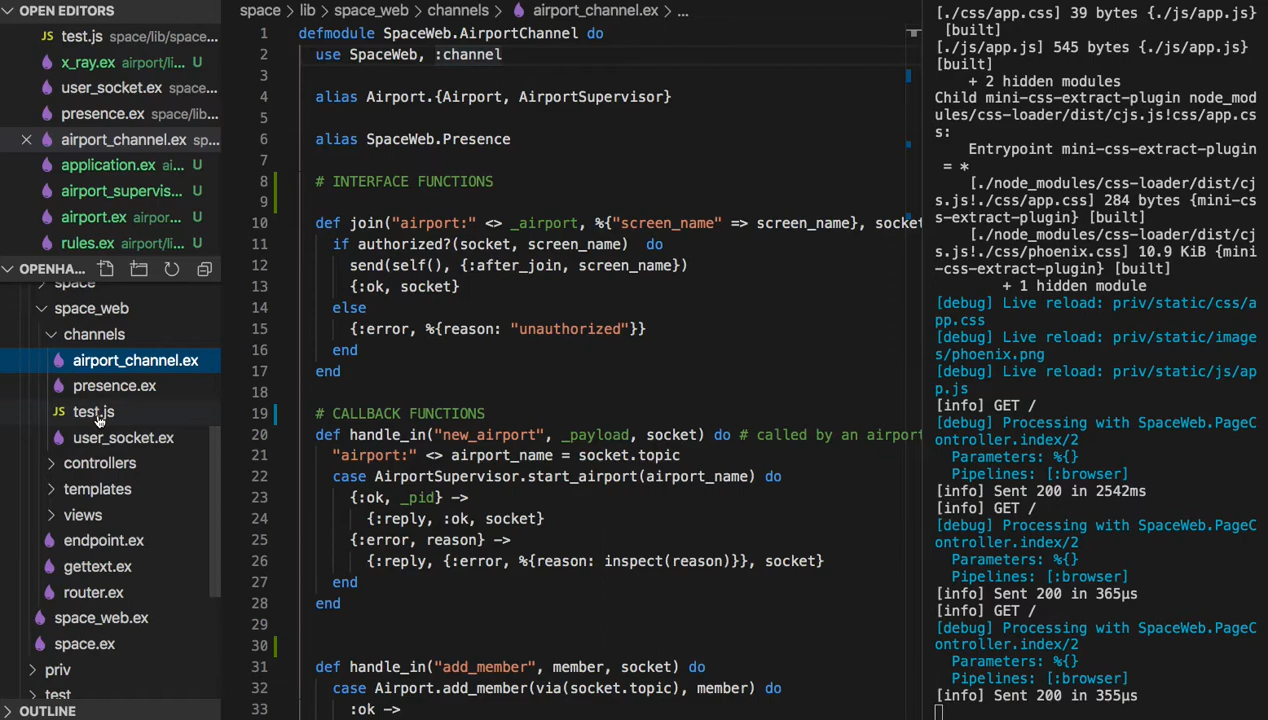 OPEN EDITORS
JS test.js space/lib/space...
x_ray.ex airport/li... U
user_socket.ex space...
presence.ex space/lib...
airport_channel.ex sp...
application.ex ai... U
airport_supervis... U
airport.ex airpor... U
rules.ex airport/li... U
OPENHA...
space
space_web
channels
airport_channel.ex
presence.ex
JS test.js
user_socket.ex
controllers
templates
views
endpoint.ex
gettext.ex
router.ex
space_web.ex
space.ex
priv
test
OUTLINE
space > lib > space_web > channels > airport_channel.ex > ...
1 defmodule SpaceWeb.AirportChannel do
2 use SpaceWeb, :channel
3
4 alias Airport.{Airport, AirportSupervisor}
5
6 alias SpaceWeb.Presence
7
8 # INTERFACE FUNCTIONS
9
10 def join("airport:" <> _airport, %{"screen_name" => screen_name}, socket
11 if authorized?(socket, screen_name) do
12 send(self(), {:after_join, screen_name})
13 {:ok, socket}
14 else
15 {:error, %{reason: "unauthorized"}}
16 end
17 end
18
19 # CALLBACK FUNCTIONS
20 def handle_in("new_airport", _payload, socket) do # called by an airport
21 "airport:" <> airport_name = socket.topic
22 case AirportSupervisor.start_airport(airport_name) do
23 {:ok, _pid} ->
24 {:reply, :ok, socket}
25 {:error, reason} ->
26 {:reply, {:error, %{reason: inspect(reason)}}, socket}
27 end
28 end
29
30
31 def handle_in("add_member", member, socket) do
32 case Airport.add_member(via(socket.topic), member) do
33 :ok ->
[./css/app.css] 39 bytes {./js/app.js}
[built]
[./js/app.js] 545 bytes {./js/app.js}
[built]
+ 2 hidden modules
Child mini-css-extract-plugin node_mod
ules/css-loader/dist/cjs.js!css/app.cs
s:
Entrypoint mini-css-extract-plugin
= *
[./node_modules/css-loader/dist/cj
s.js!./css/app.css] 284 bytes {mini-cs
s-extract-plugin} [built]
[./node_modules/css-loader/dist/cj
s.js!./css/phoenix.css] 10.9 KiB {mini
-css-extract-plugin} [built]
+ 1 hidden module
[debug] Live reload: priv/static/css/a
pp.css
[debug] Live reload: priv/static/image
s/phoenix.png
[debug] Live reload: priv/static/js/ap
p.js
[info] GET /
[debug] Processing with SpaceWeb.PageC
ontroller.index/2
Parameters: %{}
Pipelines: [:browser]
[info] Sent 200 in 2542ms
[info] GET /
[debug] Processing with SpaceWeb.PageC
ontroller.index/2
Parameters: %{}
Pipelines: [:browser]
[info] Sent 200 in 365µs
[info] GET /
[debug] Processing with SpaceWeb.PageC
ontroller.index/2
Parameters: %{}
Pipelines: [:browser]
[info] Sent 200 in 355µs